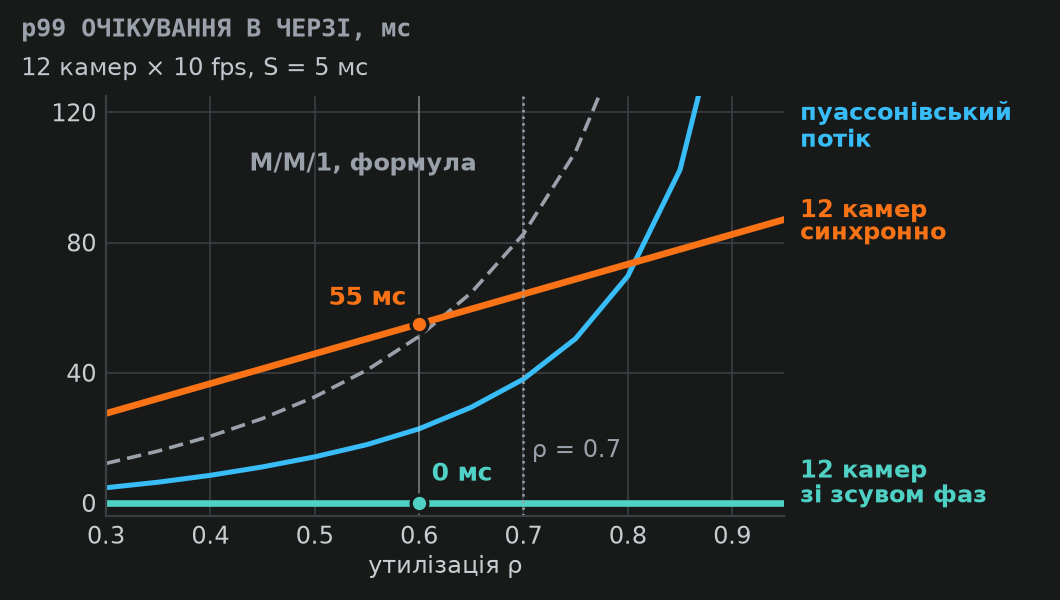 p99 ОЧІКУВАННЯ В ЧЕРЗІ, мс
12 камер × 10 fps, S = 5 мс
120
80
40
0
M/M/1, формула
55 мс
0 мс
ρ = 0.7
пуассонівський
потік
12 камер
синхронно
12 камер
зі зсувом фаз
0.3 0.4 0.5 0.6 0.7 0.8 0.9
утилізація ρ